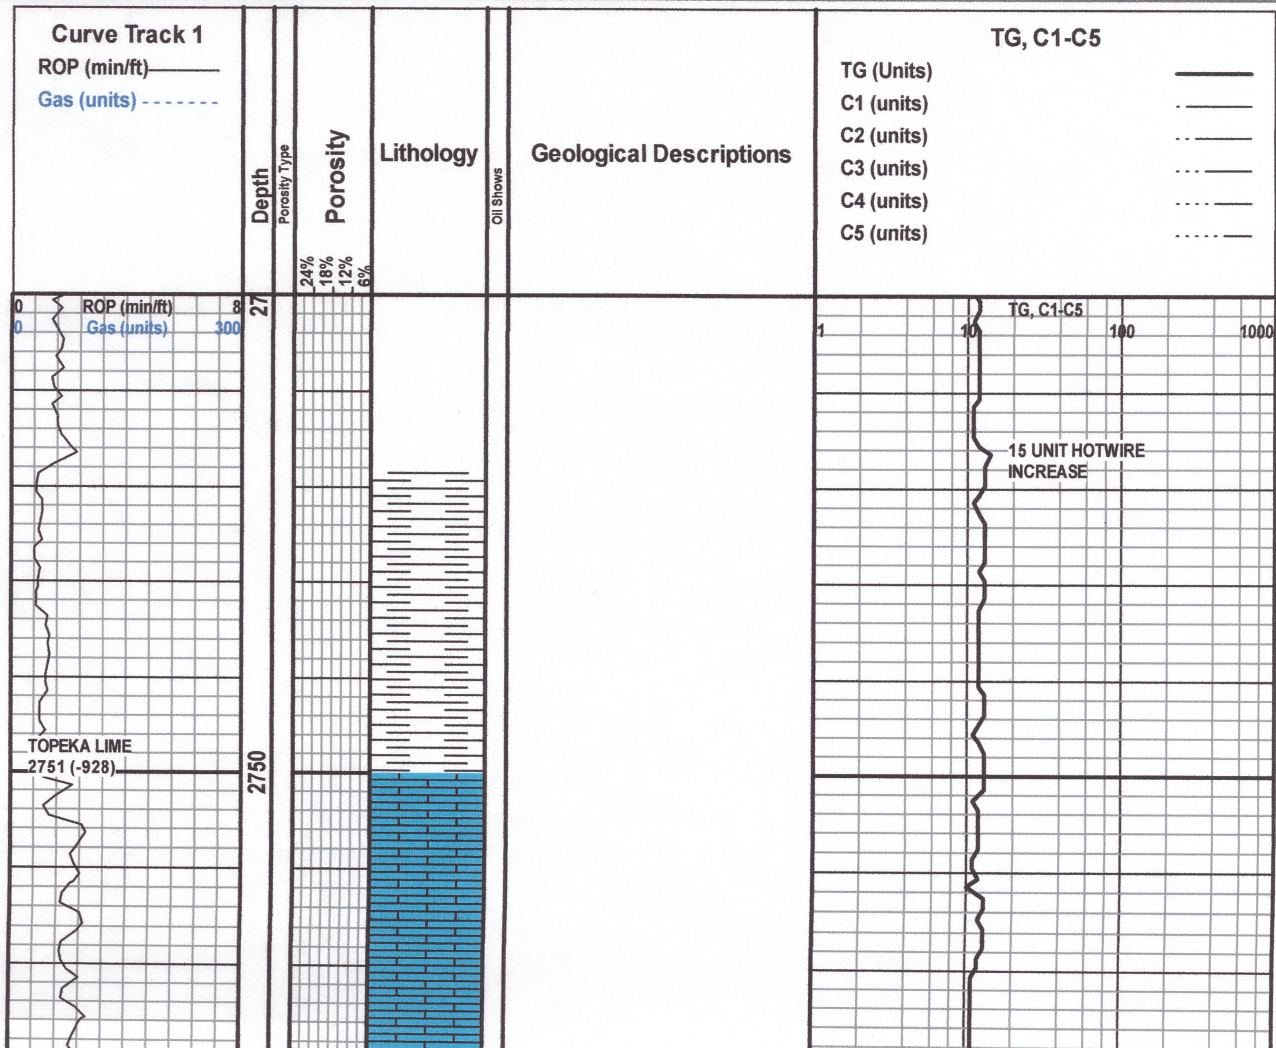 Curve Track 1
ROP (min/ft)
Gas (units)
Depth
Porosity Type
Porosity
24%
18%
12%
6%
Lithology
Oil Shows
Geological Descriptions
TG, C1-C5
TG (Units)
C1 (units)
C2 (units)
C3 (units)
C4 (units)
C5 (units)
0 ROP (min/ft) 8
0 Gas (units) 300
27
TG, C1-C5
1 10 100 1000
15 UNIT HOTWIRE
INCREASE
TOPEKA LIME
2751 (-928)
2750